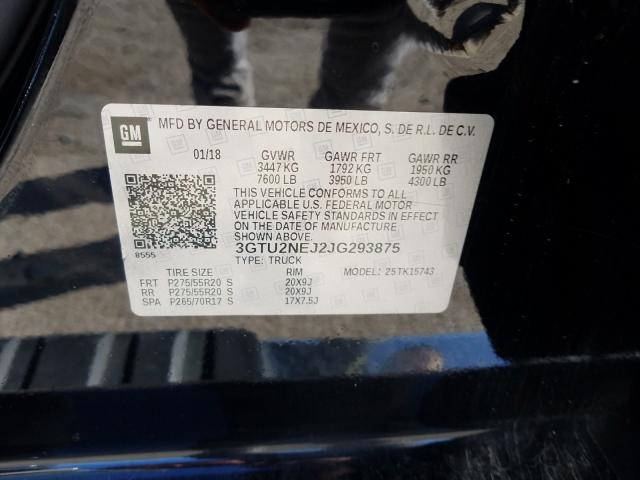 GM
MFD BY GENERAL MOTORS DE MEXICO, S. DE R.L. DE C.V.
01/18 GVWR GAWR FRT GAWR RR
3447 KG 1792 KG 1950 KG
7600 LB 3950 LB 4300 LB
THIS VEHICLE CONFORMS TO ALL
APPLICABLE U.S. FEDERAL MOTOR
VEHICLE SAFETY STANDARDS IN EFFECT
ON THE DATE OF MANUFACTURE
SHOWN ABOVE.
8555
3GTU2NEJ2JG293875
TYPE: TRUCK MODEL: 25TK15743
TIRE SIZE RIM
FRT P275/55R20 S 20X9J
RR P275/55R20 S 20X9J
SPA P265/70R17 S 17X7.5J